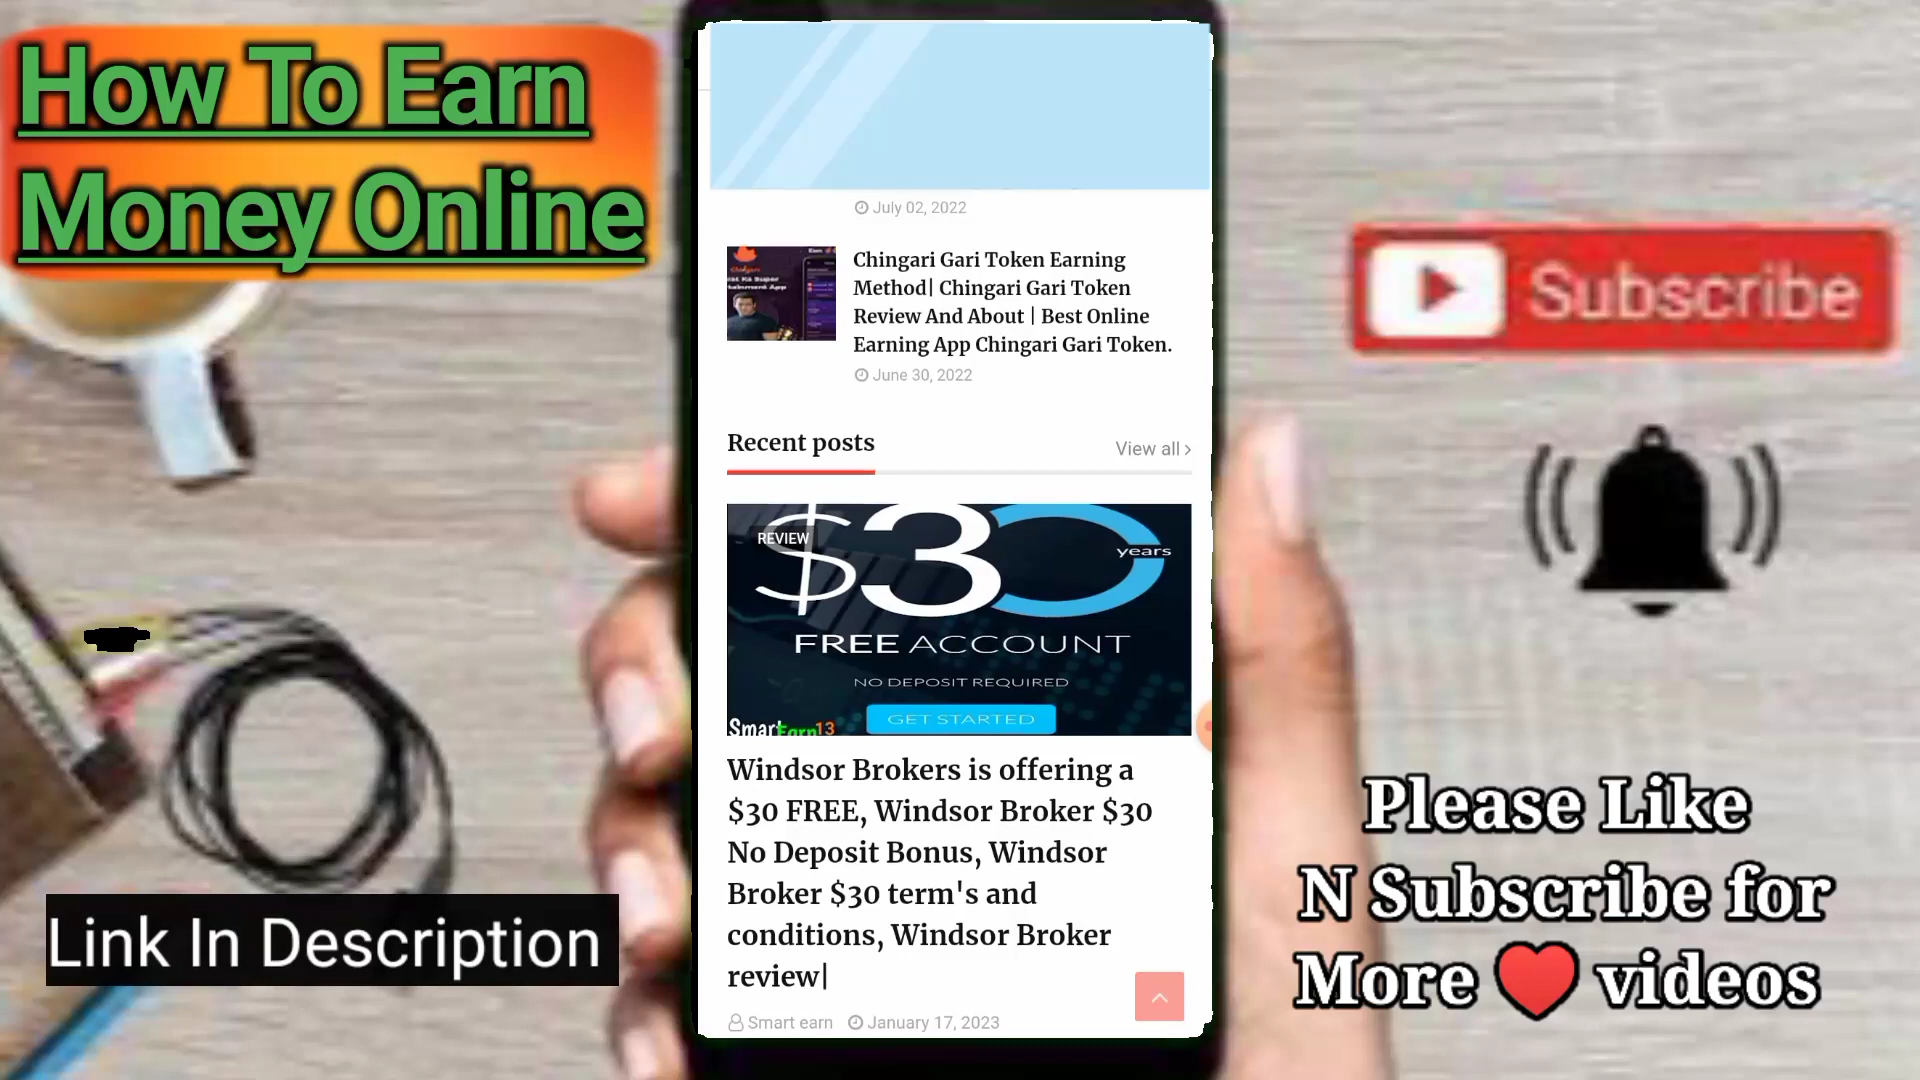 How To Earn
Money Online
July 02, 2022
Chingari Gari Token Earning
Method| Chingari Gari Token
Review And About | Best Online
Earning App Chingari Gari Token.
June 30, 2022
Recent posts
View all ›
REVIEW
$30
years
FREE ACCOUNT
NO DEPOSIT REQUIRED
GET STARTED
SmartEarn13
Windsor Brokers is offering a
$30 FREE, Windsor Broker $30
No Deposit Bonus, Windsor
Broker $30 term's and
conditions, Windsor Broker
review|
Smart earn
January 17, 2023
Link In Description
Subscribe
Please Like
N Subscribe for
More ❤ videos